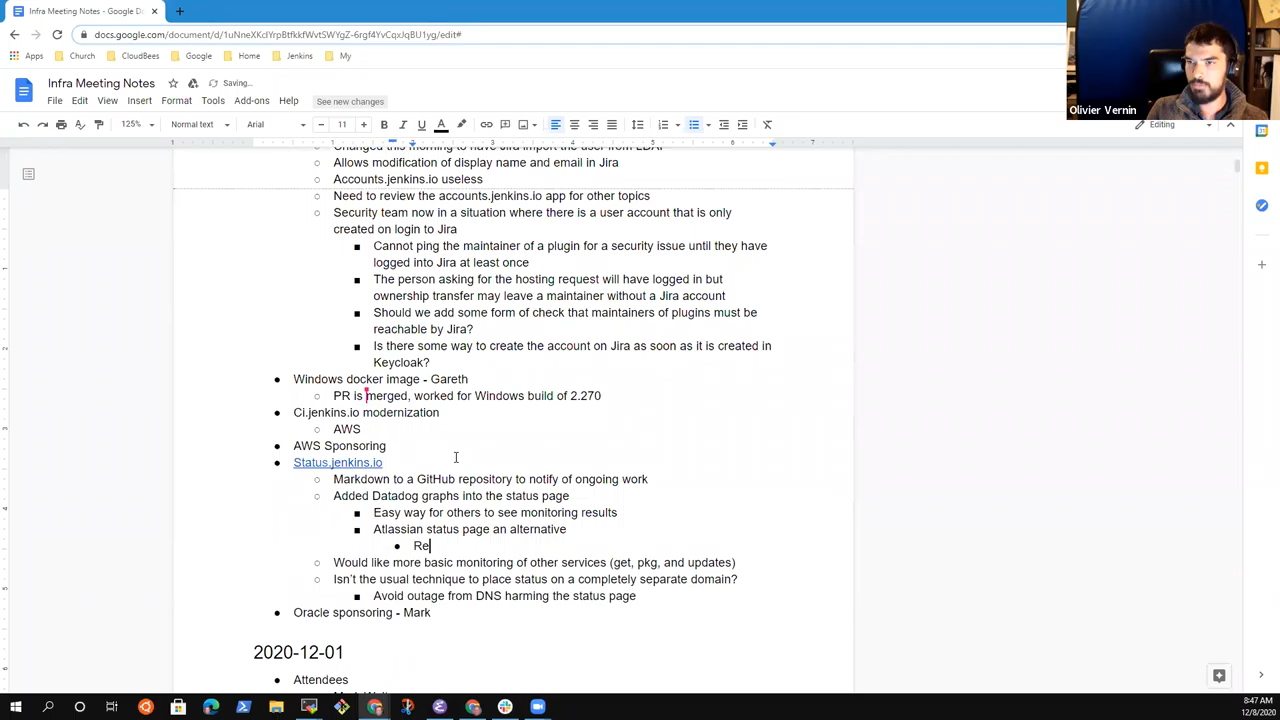 Infra Meeting Notes - Google D
docs.google.com/document/d/1uNneXKcIYrpBtfkkfWvtSWYgZ-6rgf4YvCqxJqBU1yg/edit#
Apps Church CloudBees Google Home Jenkins My
Olivier Vernin
Infra Meeting Notes Saving...
File Edit View Insert Format Tools Add-ons Help See new changes
125% Normal text Arial 11 Editing
Changed this morning to have Jira import the user from LDAP
Allows modification of display name and email in Jira
Accounts.jenkins.io useless
Need to review the accounts.jenkins.io app for other topics
Security team now in a situation where there is a user account that is only
created on login to Jira
Cannot ping the maintainer of a plugin for a security issue until they have
logged into Jira at least once
The person asking for the hosting request will have logged in but
ownership transfer may leave a maintainer without a Jira account
Should we add some form of check that maintainers of plugins must be
reachable by Jira?
Is there some way to create the account on Jira as soon as it is created in
Keycloak?
Windows docker image - Gareth
PR is merged, worked for Windows build of 2.270
Ci.jenkins.io modernization
AWS
AWS Sponsoring
Status.jenkins.io
Markdown to a GitHub repository to notify of ongoing work
Added Datadog graphs into the status page
Easy way for others to see monitoring results
Atlassian status page an alternative
Re
Would like more basic monitoring of other services (get, pkg, and updates)
Isn't the usual technique to place status on a completely separate domain?
Avoid outage from DNS harming the status page
Oracle sponsoring - Mark
2020-12-01
Attendees
8:47 AM
12/8/2020